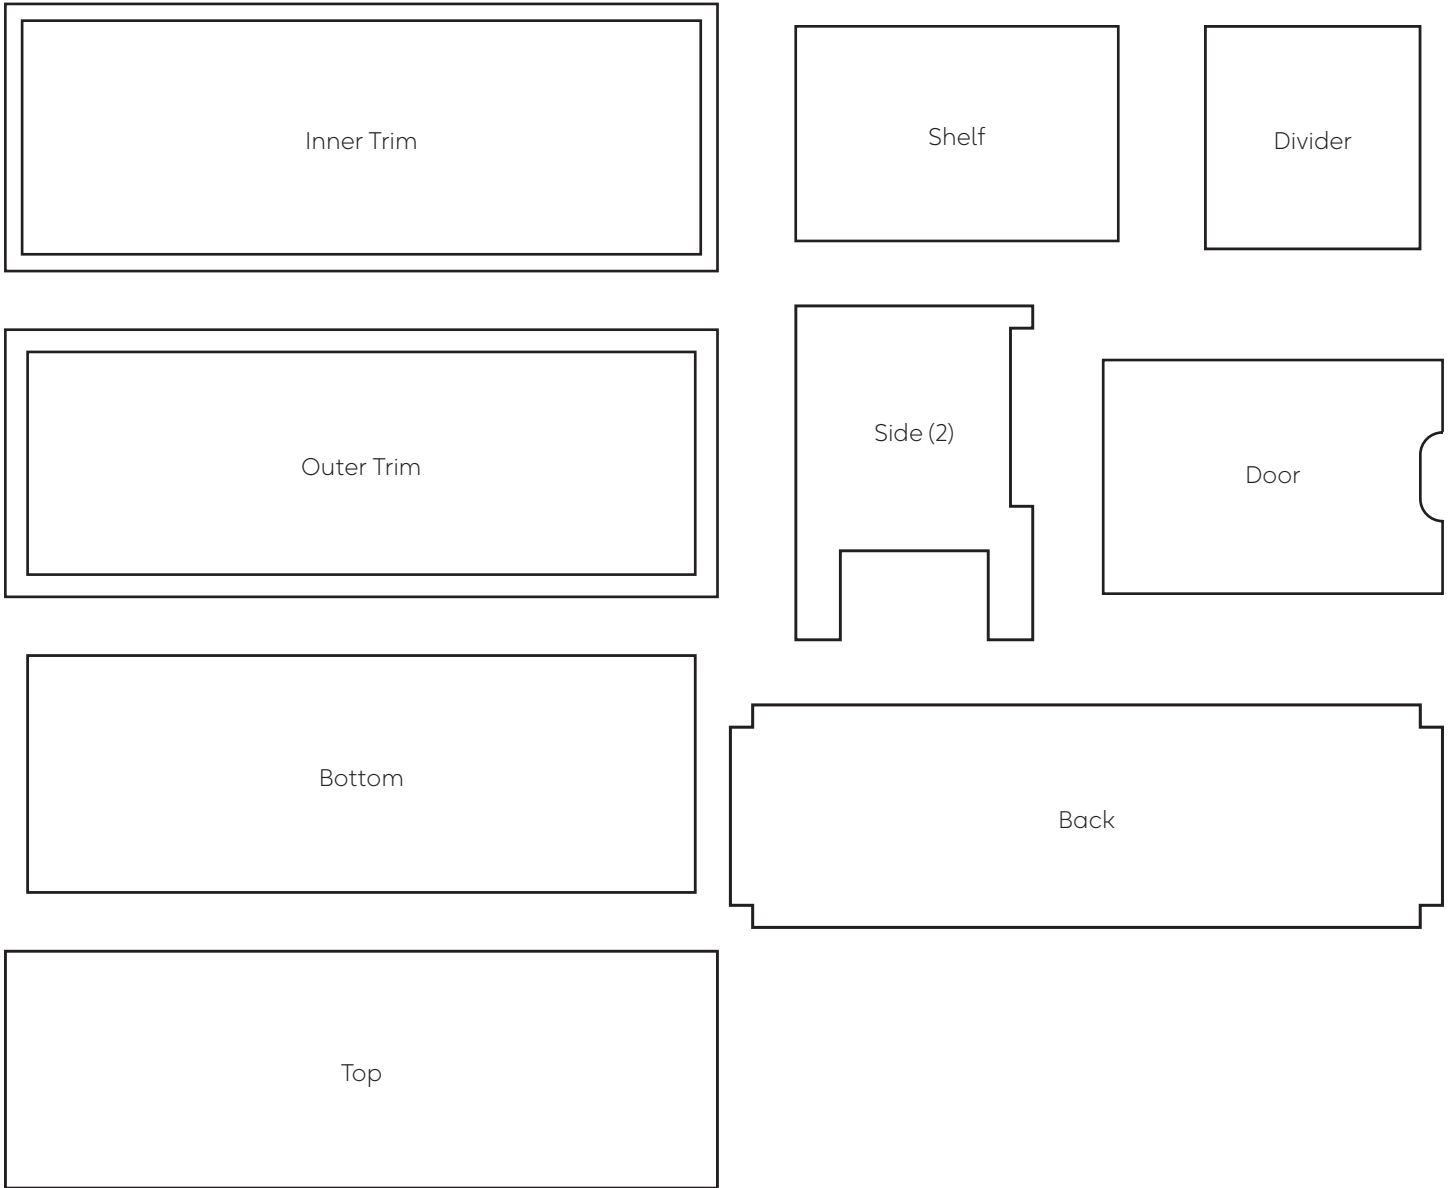 Inner Trim
Shelf
Divider
Outer Trim
Side (2)
Door
Bottom
Back
Top